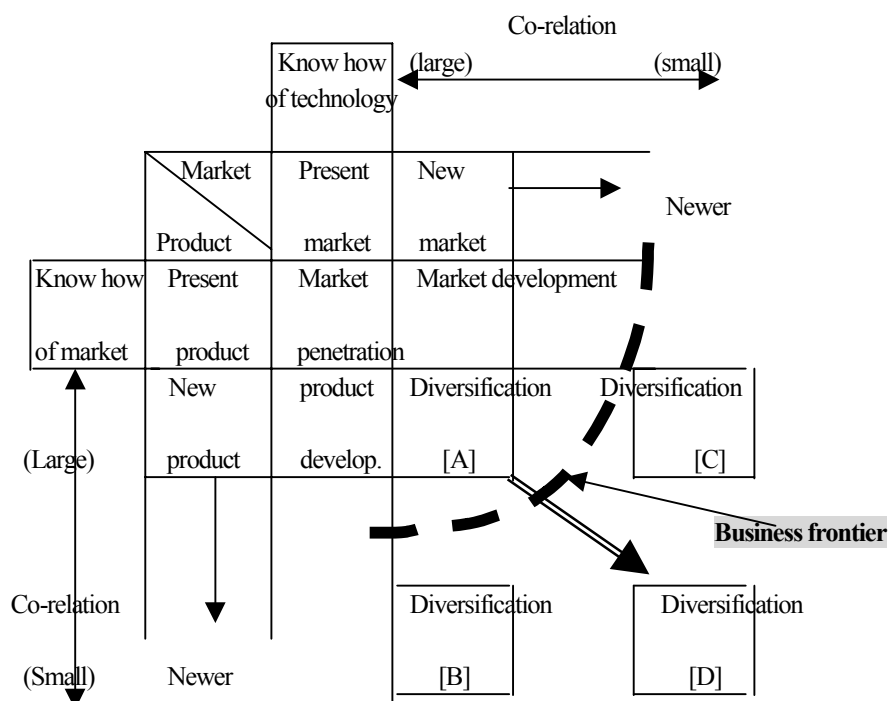 Co-relation
Know how
of technology
(large)
(small)
Market
Product
Present
market
New
market
Newer
Know how
of market
Present
product
Market
penetration
Market development
New
product
product
develop.
Diversification
[A]
Diversification
[C]
(Large)
Business frontier
Co-relation
(Small)
Newer
Diversification
[B]
Diversification
[D]